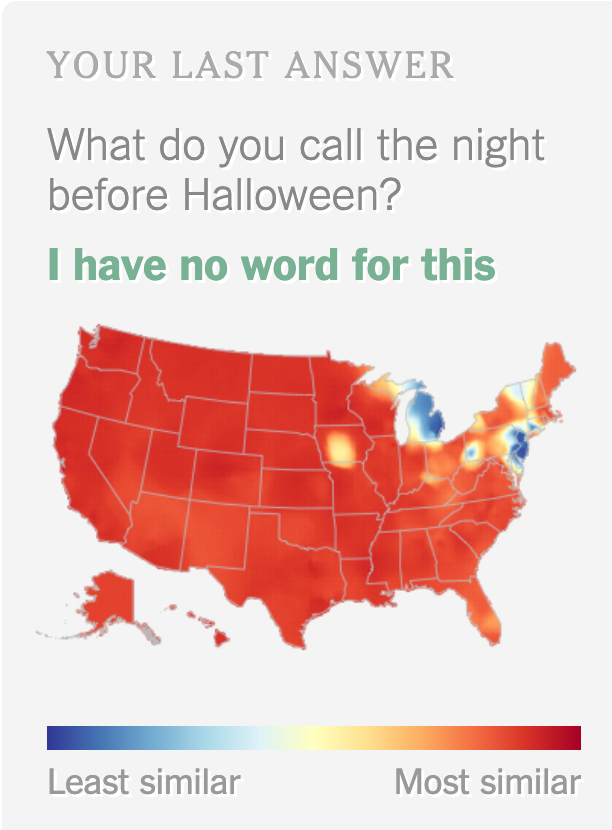 YOUR LAST ANSWER
What do you call the night
before Halloween?
I have no word for this
Least similar
Most similar